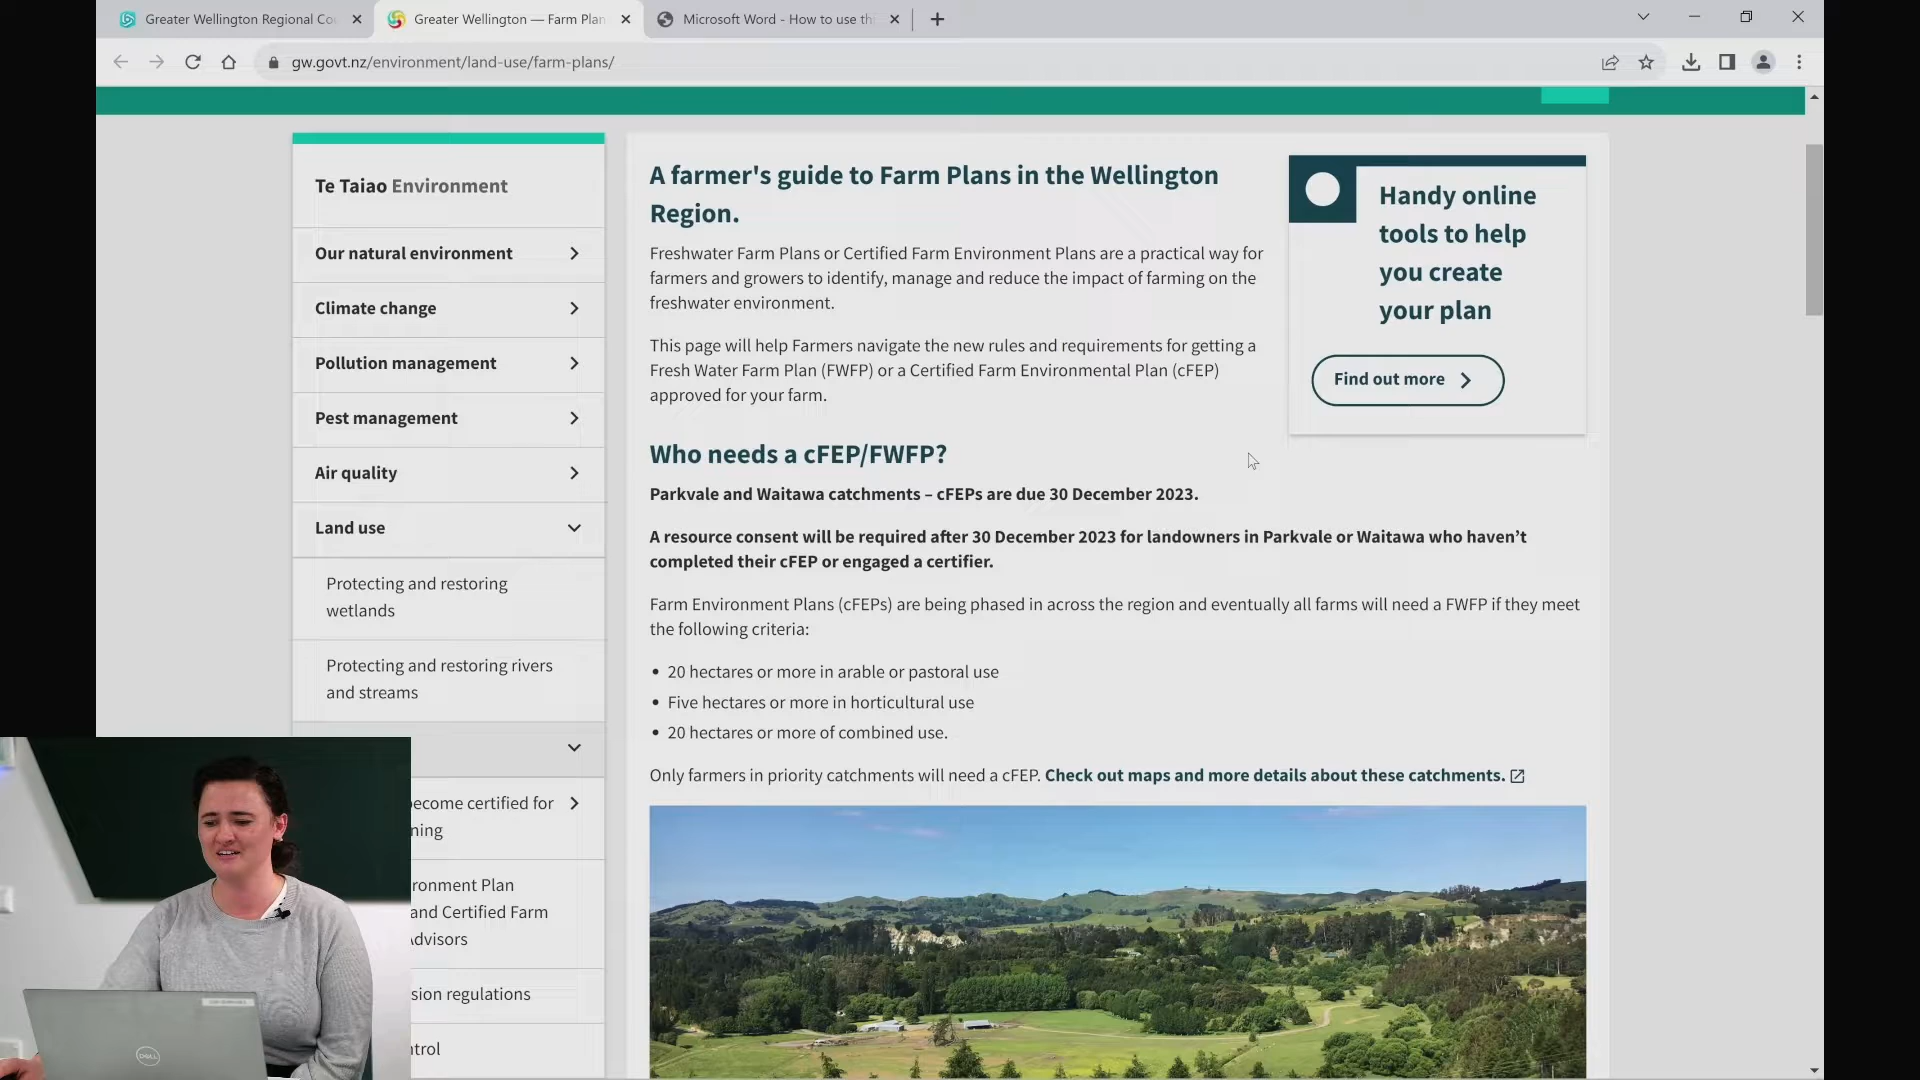 Greater Wellington Regional Co
Greater Wellington — Farm Plan
Microsoft Word - How to use th
gw.govt.nz/environment/land-use/farm-plans/
Te Taiao Environment
Our natural environment
Climate change
Pollution management
Pest management
Air quality
Land use
Protecting and restoring
wetlands
Protecting and restoring rivers
and streams
become certified for
ning
ronment Plan
and Certified Farm
Advisors
sion regulations
ntrol
A farmer's guide to Farm Plans in the Wellington
Region.
Freshwater Farm Plans or Certified Farm Environment Plans are a practical way for
farmers and growers to identify, manage and reduce the impact of farming on the
freshwater environment.
This page will help Farmers navigate the new rules and requirements for getting a
Fresh Water Farm Plan (FWFP) or a Certified Farm Environmental Plan (cFEP)
approved for your farm.
Handy online
tools to help
you create
your plan
Find out more
Who needs a cFEP/FWFP?
Parkvale and Waitawa catchments – cFEPs are due 30 December 2023.
A resource consent will be required after 30 December 2023 for landowners in Parkvale or Waitawa who haven’t
completed their cFEP or engaged a certifier.
Farm Environment Plans (cFEPs) are being phased in across the region and eventually all farms will need a FWFP if they meet
the following criteria:
• 20 hectares or more in arable or pastoral use
• Five hectares or more in horticultural use
• 20 hectares or more of combined use.
Only farmers in priority catchments will need a cFEP. Check out maps and more details about these catchments.
DELL